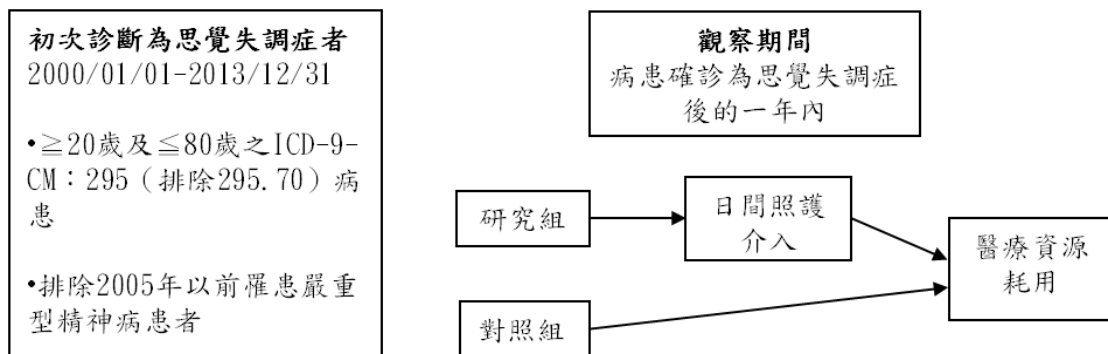 初次診斷為思覺失調症者
2000/01/01-2013/12/31
•≧20歲及≦80歲之ICD-9-
CM：295（排除295.70）病
患
•排除2005年以前罹患嚴重
型精神病患者
觀察期間
病患確診為思覺失調症
後的一年內
研究組
日間照護
介入
醫療資源
耗用
對照組